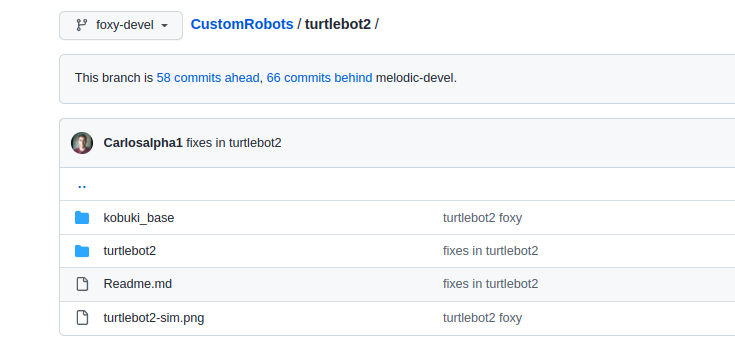 foxy-devel CustomRobots / turtlebot2 /
This branch is 58 commits ahead, 66 commits behind melodic-devel.
Carlosalpha1 fixes in turtlebot2
..
kobuki_base turtlebot2 foxy
turtlebot2 fixes in turtlebot2
Readme.md fixes in turtlebot2
turtlebot2-sim.png turtlebot2 foxy